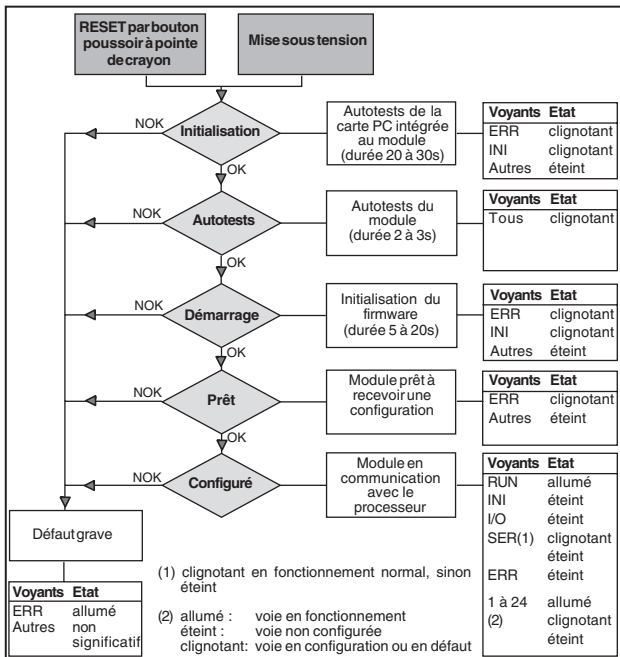 RESET par bouton
poussoir à pointe
de crayon
Mise sous tension
NOK
Initialisation
OK
Autotests de la
carte PC intégrée
au module
(durée 20 à 30s)
Voyants Etat
ERR clignotant
INI clignotant
Autres éteint
NOK
Autotests
OK
Autotests du
module
(durée 2 à 3s)
Voyants Etat
Tous clignotant
NOK
Démarrage
OK
Initialisation du
firmware
(durée 5 à 20s)
Voyants Etat
ERR clignotant
INI clignotant
Autres éteint
NOK
Prêt
OK
Module prêt à
recevoir une
configuration
Voyants Etat
ERR clignotant
Autres éteint
NOK
Configuré
Module en
communication
avec le
processeur
Voyants Etat
RUN allumé
INI éteint
I/O éteint
SER(1) clignotant
éteint
ERR éteint
1 à 24 allumé
(2) clignotant
éteint
Défaut grave
Voyants Etat
ERR allumé
Autres non
significatif
(1) clignotant en fonctionnement normal, sinon
éteint
(2) allumé : voie en fonctionnement
éteint : voie non configurée
clignotant: voie en configuration ou en défaut